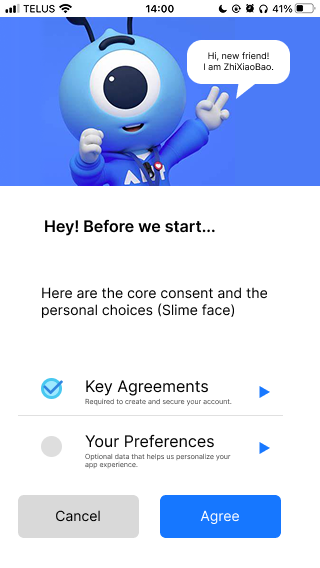 TELUS
14:00
41%
Hi, new friend!
I am ZhiXiaoBao.
Hey! Before we start...
Here are the core consent and the
personal choices (Slime face)
Key Agreements
Required to create and secure your account.
Your Preferences
Optional data that helps us personalize your
app experience.
Cancel
Agree